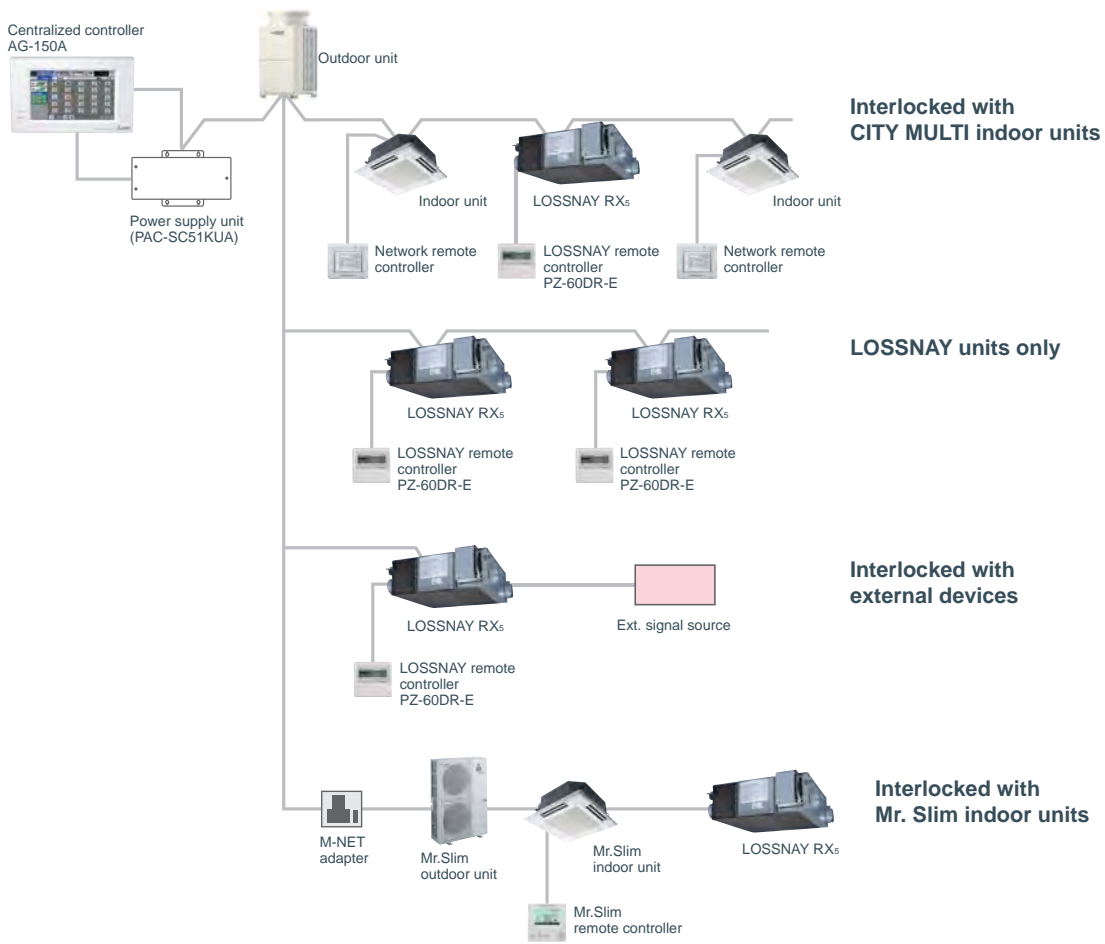 Centralized controller
AG-150A
Outdoor unit
Interlocked with
CITY MULTI indoor units
Indoor unit
LOSSNAY RX5
Indoor unit
Power supply unit
(PAC-SC51KUA)
Network remote
controller
LOSSNAY remote
controller
PZ-60DR-E
Network remote
controller
LOSSNAY units only
LOSSNAY RX5
LOSSNAY RX5
LOSSNAY remote
controller
PZ-60DR-E
LOSSNAY remote
controller
PZ-60DR-E
Interlocked with
external devices
LOSSNAY RX5
Ext. signal source
LOSSNAY remote
controller
PZ-60DR-E
Interlocked with
Mr. Slim indoor units
M-NET
adapter
Mr.Slim
outdoor unit
Mr.Slim
indoor unit
LOSSNAY RX5
Mr.Slim
remote controller